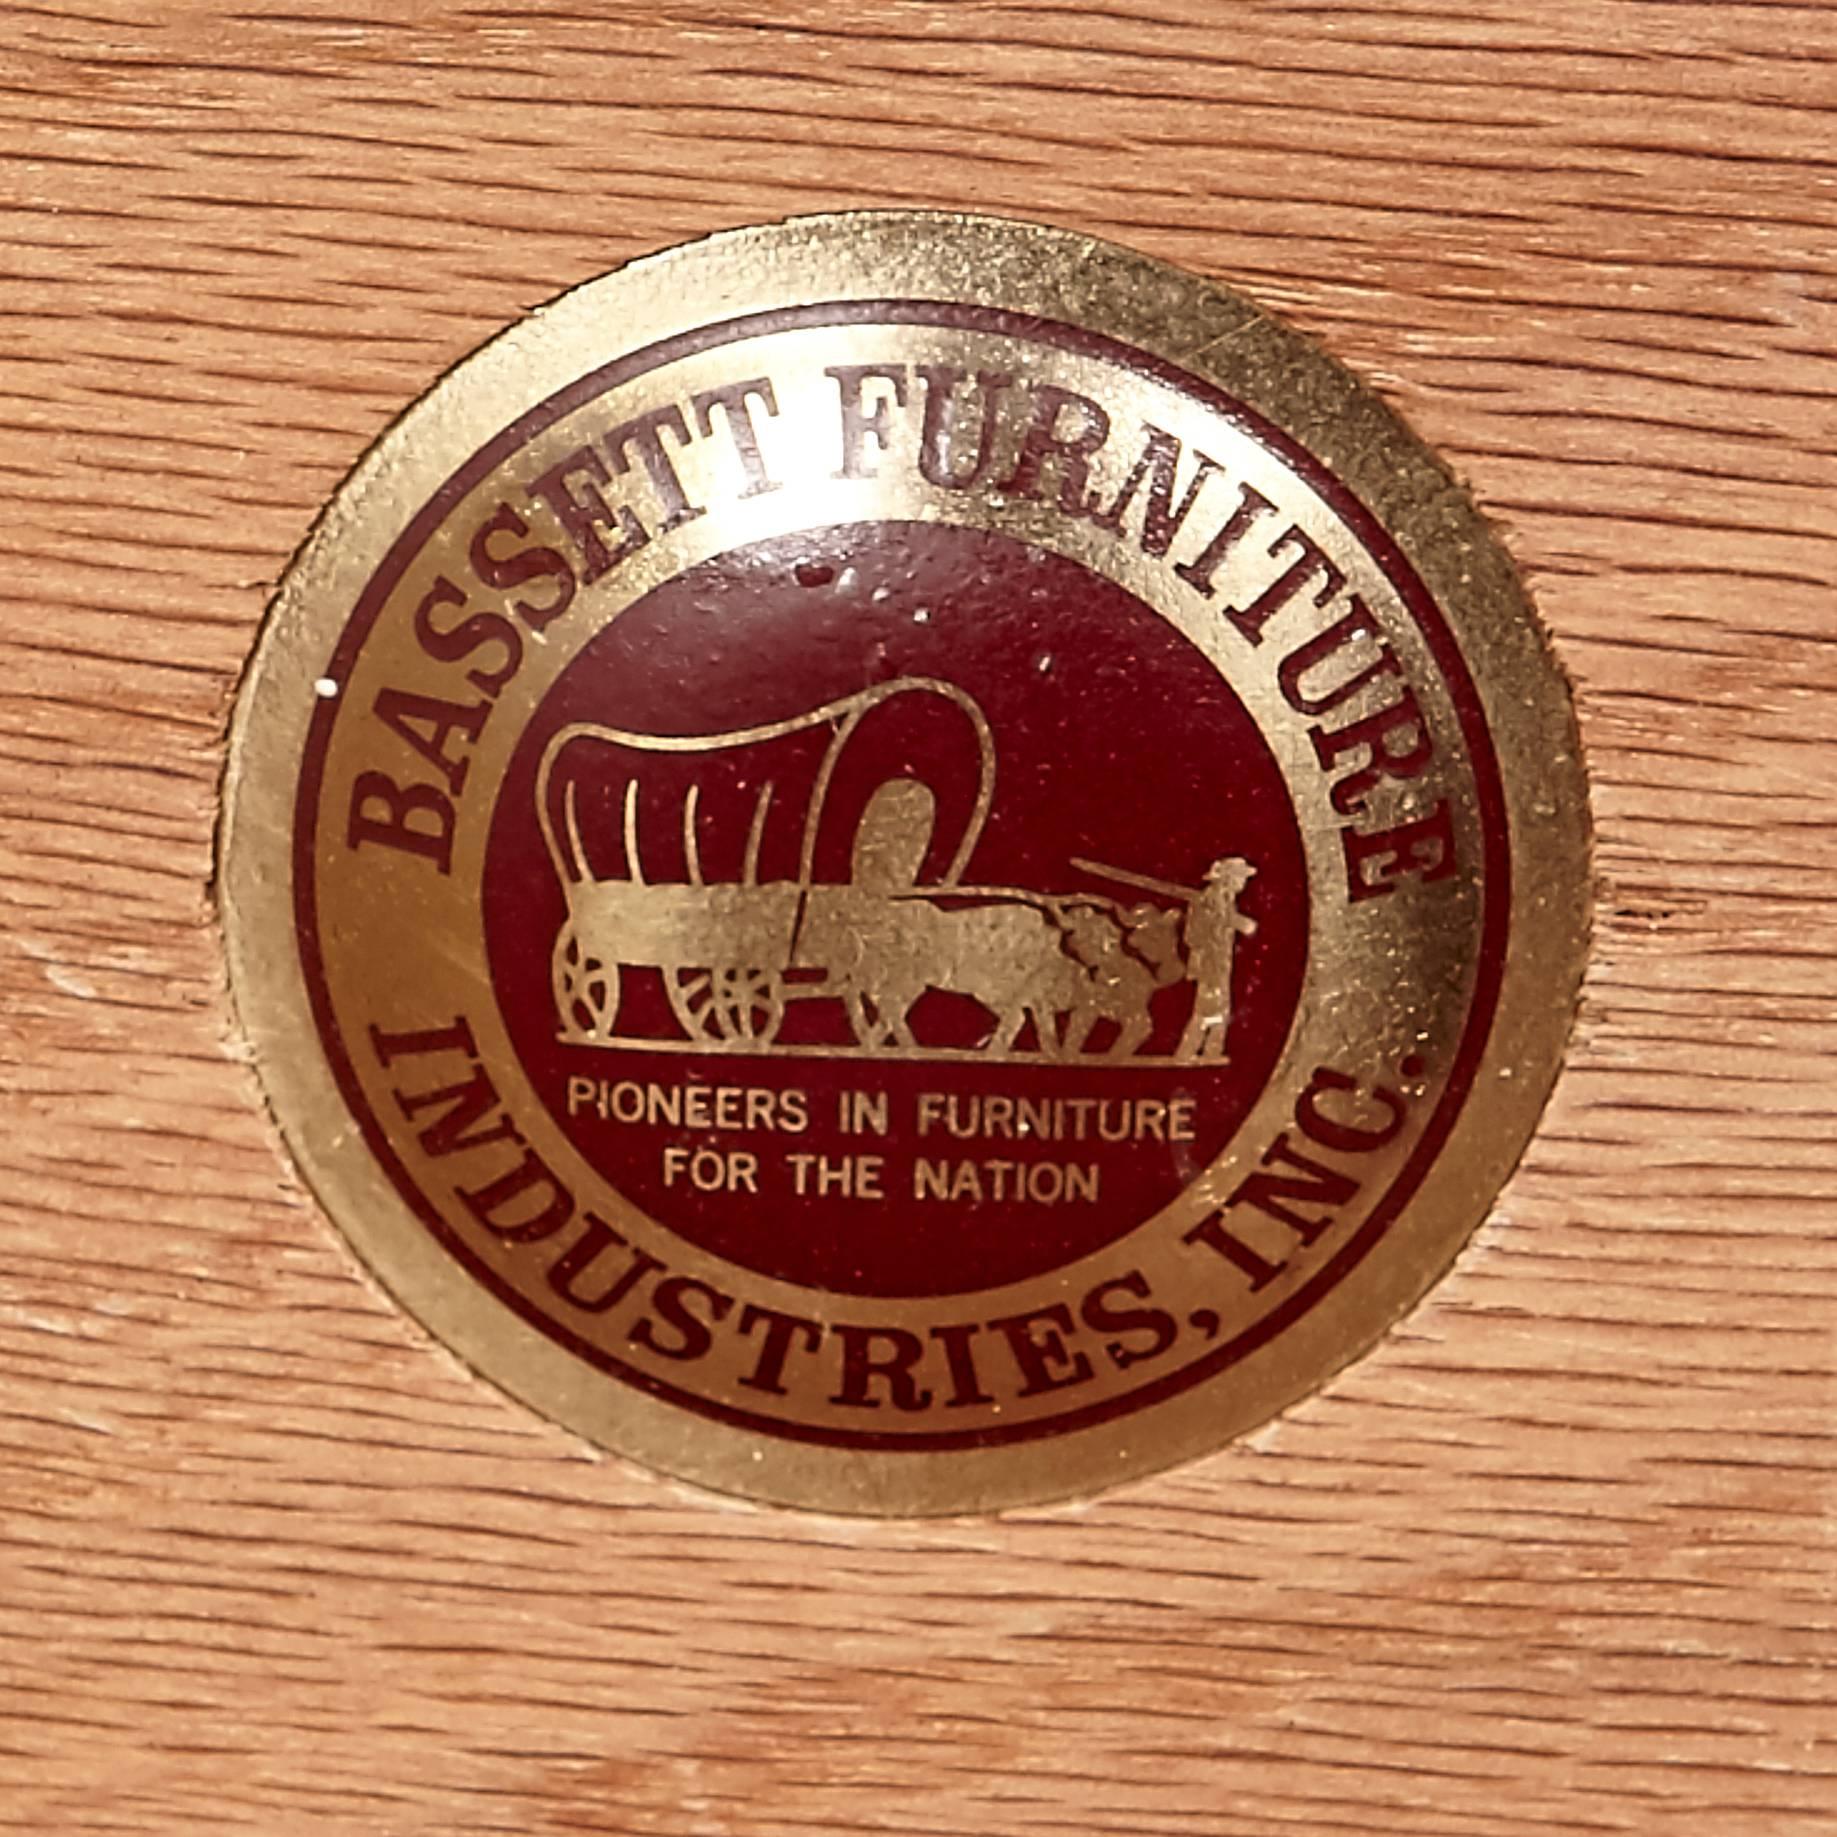 BASSETT FURNITURE
INDUSTRIES, INC.
PIONEERS IN FURNITURE
FOR THE NATION